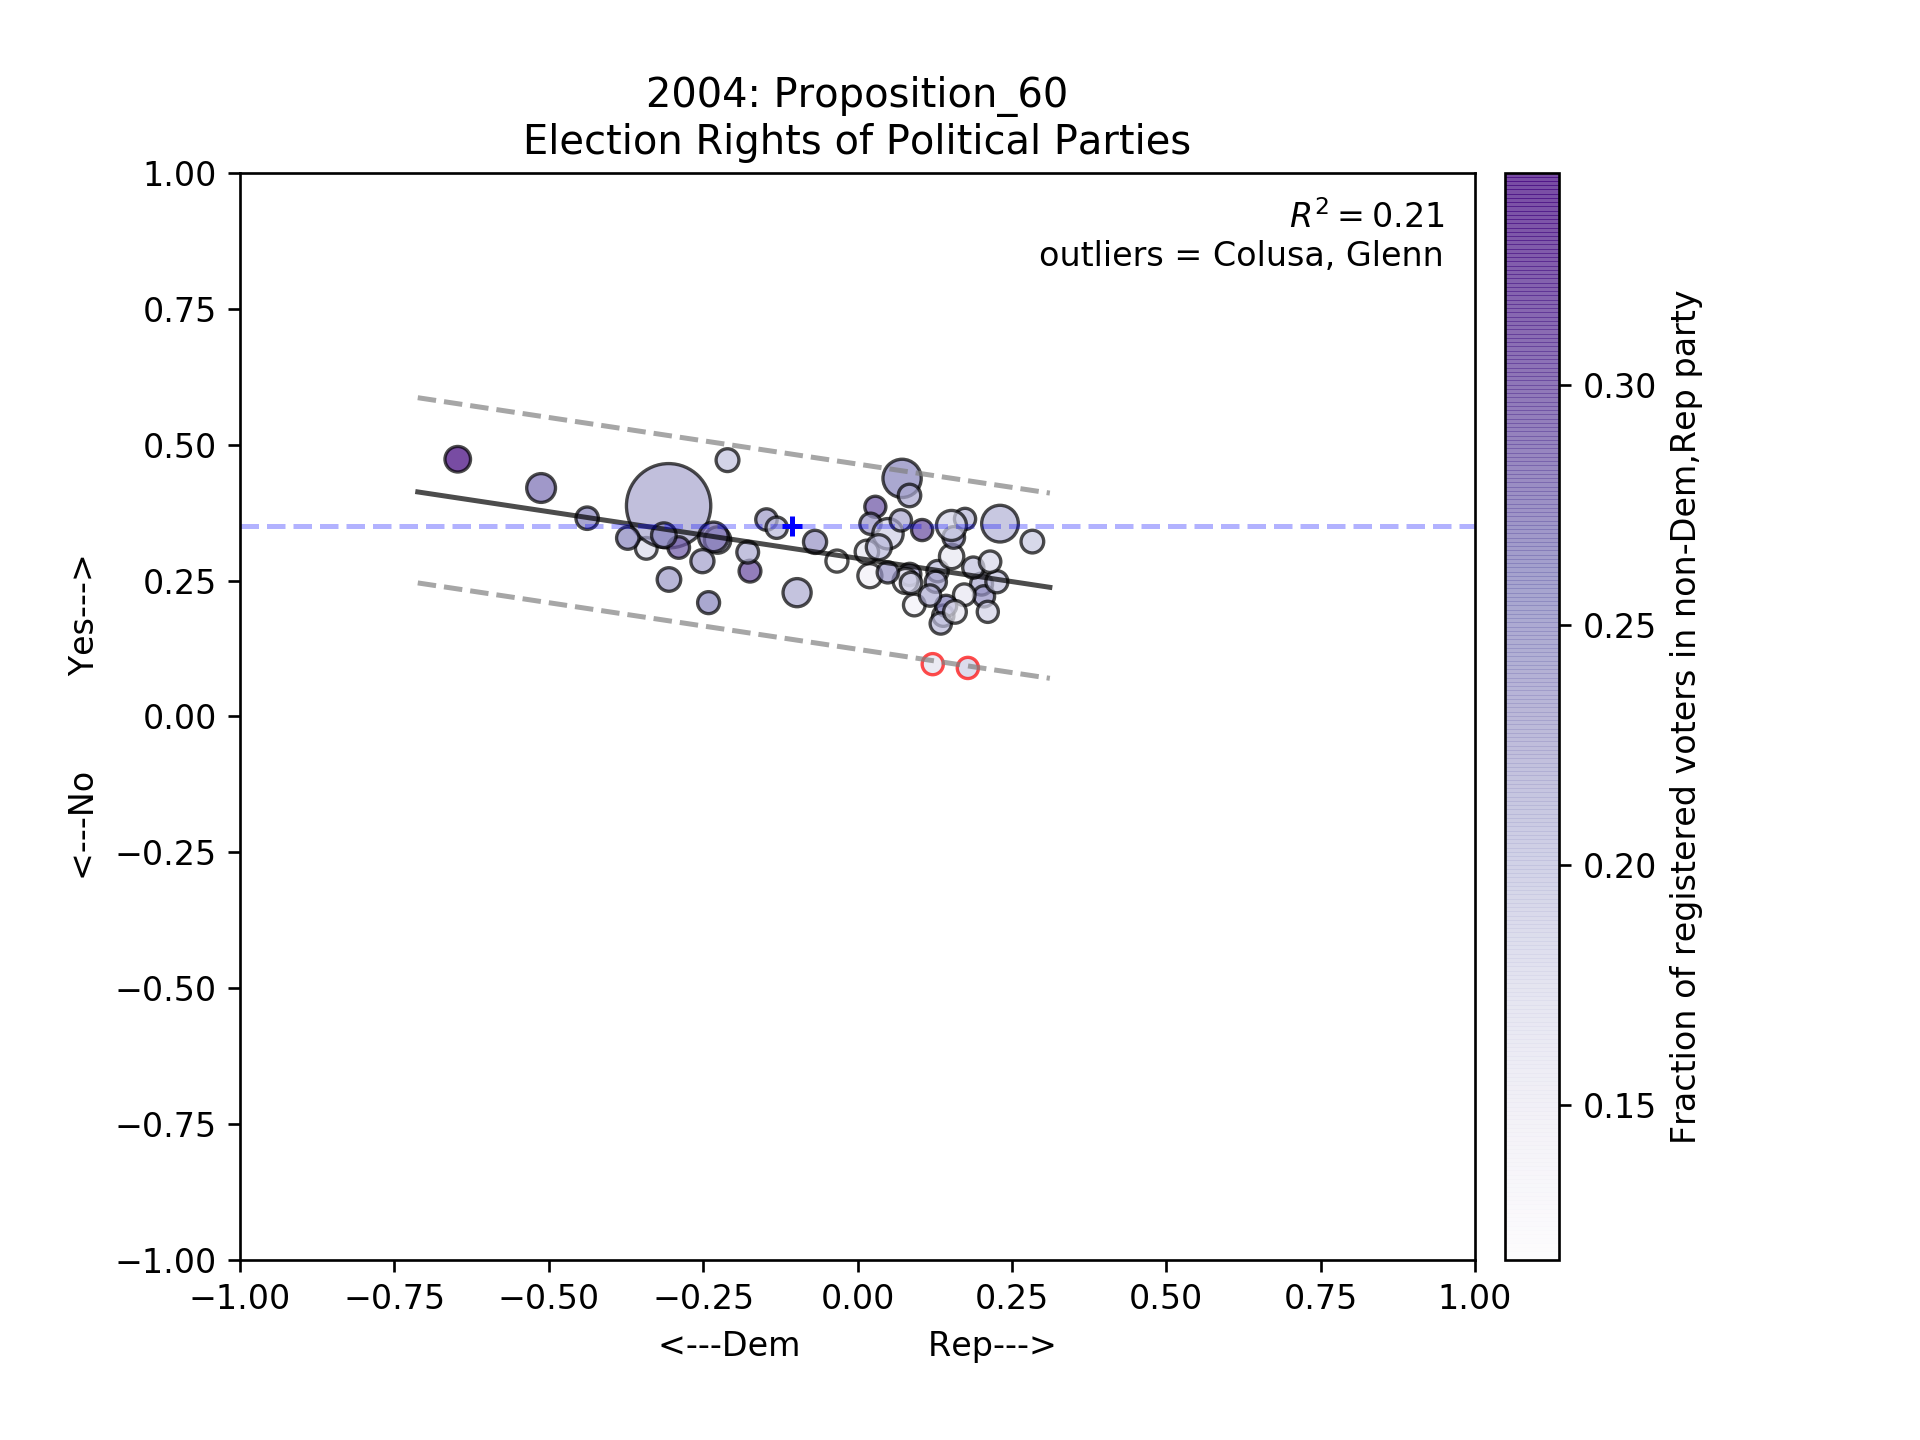 2004: Proposition_60
Election Rights of Political Parties
R² = 0.21
outliers = Colusa, Glenn
1.00
0.75
0.50
0.25
0.00
−0.25
−0.50
−0.75
−1.00
<---No Yes--->
−1.00 −0.75 −0.50 −0.25 0.00 0.25 0.50 0.75 1.00
<---Dem Rep--->
0.30
0.25
0.20
0.15
Fraction of registered voters in non-Dem,Rep party